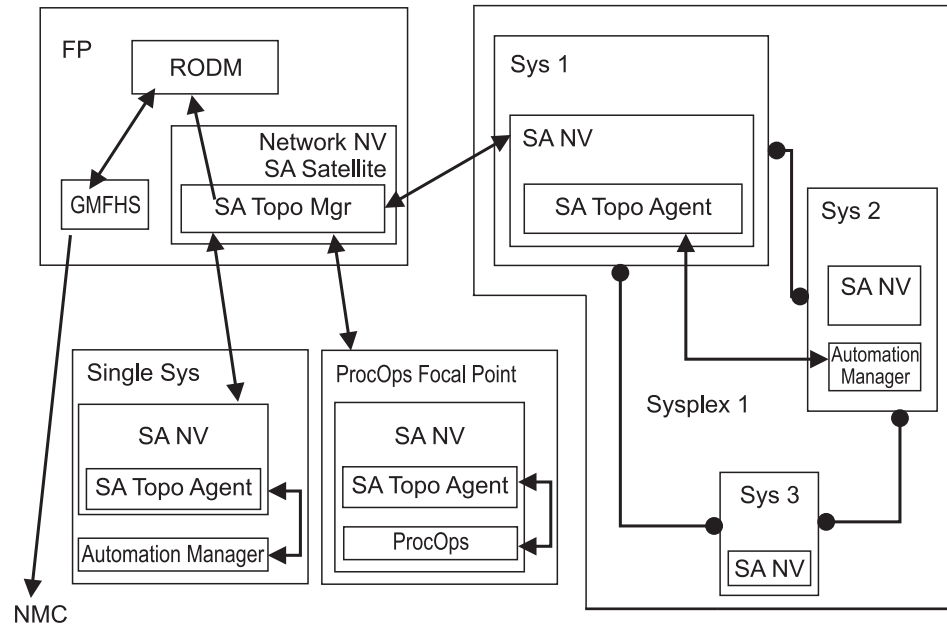 FP
RODM
Network NV
SA Satellite
GMFHS
SA Topo Mgr
Sys 1
SA NV
SA Topo Agent
Sys 2
SA NV
Automation
Manager
Sysplex 1
Sys 3
SA NV
Single Sys
SA NV
SA Topo Agent
Automation Manager
ProcOps Focal Point
SA NV
SA Topo Agent
ProcOps
NMC